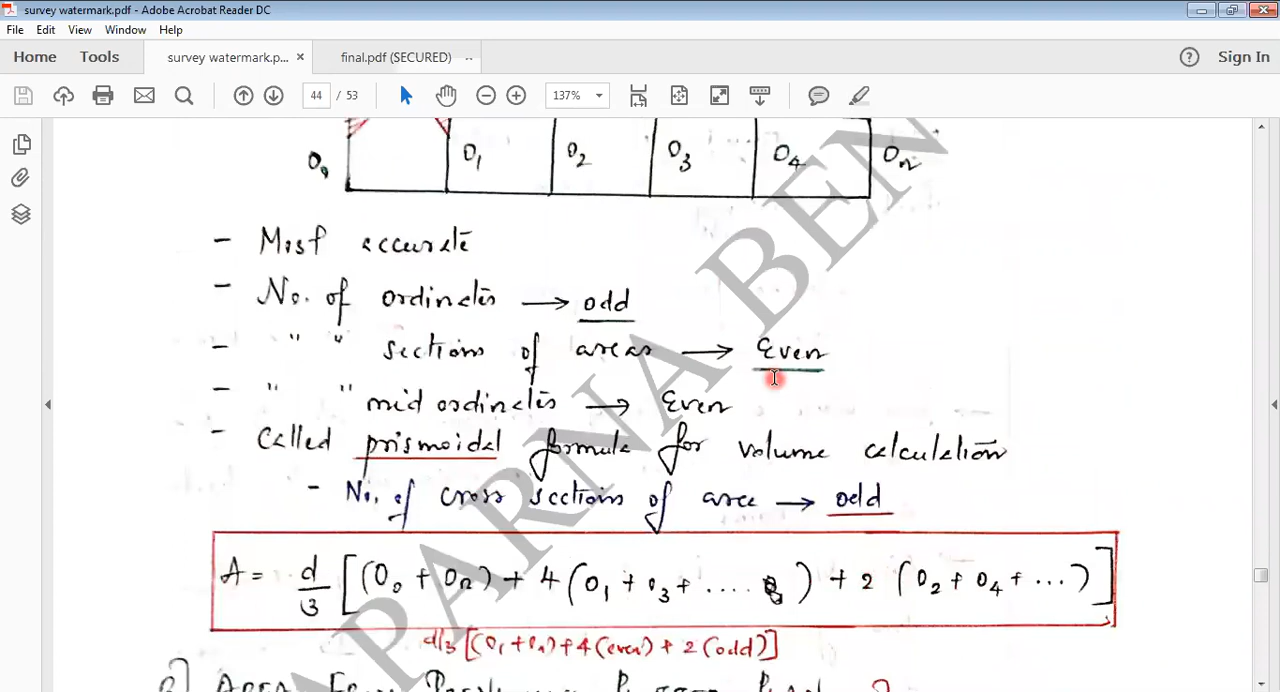 survey watermark.pdf - Adobe Acrobat Reader DC
File Edit View Window Help
Home Tools survey watermark.p... × final.pdf (SECURED) ..
? Sign In
44 / 53 137%
O₀ O₁ O₂ O₃ O₄ Oₙ
- Most accurate
- No. of ordinates → odd
- " " sections of areas → Even
- " " mid ordinates → Even
- Called prismoidal formula for volume calculation
- No. of cross sections of area → odd
A = d/3 [(O₀ + Oₙ) + 4 (O₁ + O₃ + ....) + 2 (O₂ + O₄ + ...)]
d/3 [(O₁ + Oₙ) + 4 (even) + 2 (odd)]
Area From
PARNA BEN